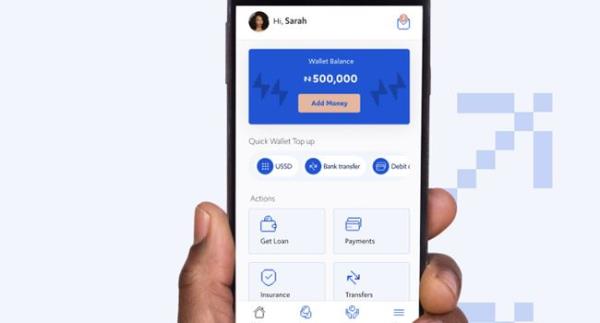 Hi, Sarah
Wallet Balance
₦500,000
Add Money
Quick Wallet Top up
USSD
Bank transfer
Debit
Actions
Get Loan
Payments
Insurance
Transfers